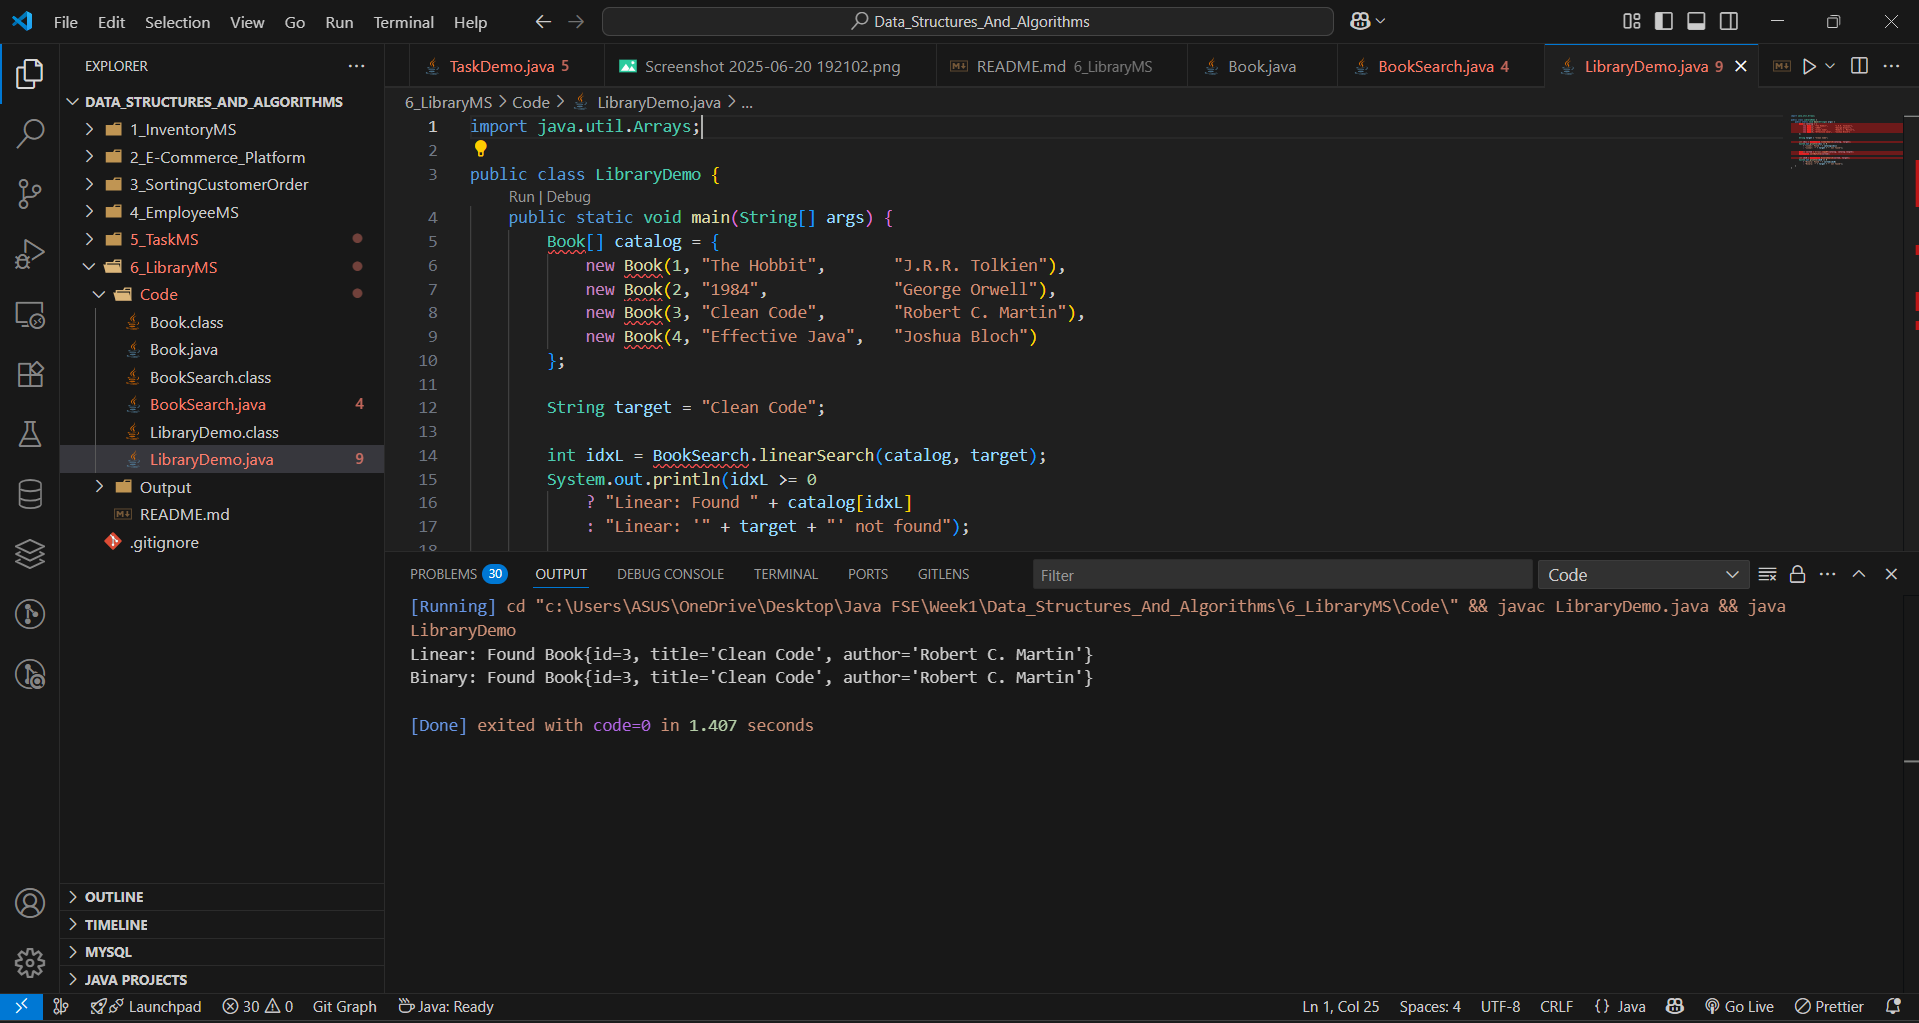 File Edit Selection View Go Run Terminal Help
Data_Structures_And_Algorithms
EXPLORER
DATA_STRUCTURES_AND_ALGORITHMS
1_InventoryMS
2_E-Commerce_Platform
3_SortingCustomerOrder
4_EmployeeMS
5_TaskMS
6_LibraryMS
Code
Book.class
Book.java
BookSearch.class
BookSearch.java 4
LibraryDemo.class
LibraryDemo.java 9
Output
README.md
.gitignore
OUTLINE
TIMELINE
MYSQL
JAVA PROJECTS
TaskDemo.java 5 Screenshot 2025-06-20 192102.png README.md 6_LibraryMS Book.java BookSearch.java 4 LibraryDemo.java 9
6_LibraryMS > Code > LibraryDemo.java > ...
1 import java.util.Arrays;
2
3 public class LibraryDemo {
Run | Debug
4 public static void main(String[] args) {
5 Book[] catalog = {
6 new Book(1, "The Hobbit", "J.R.R. Tolkien"),
7 new Book(2, "1984", "George Orwell"),
8 new Book(3, "Clean Code", "Robert C. Martin"),
9 new Book(4, "Effective Java", "Joshua Bloch")
10 };
11
12 String target = "Clean Code";
13
14 int idxL = BookSearch.linearSearch(catalog, target);
15 System.out.println(idxL >= 0
16 ? "Linear: Found " + catalog[idxL]
17 : "Linear: '" + target + "' not found");
18
PROBLEMS 30 OUTPUT DEBUG CONSOLE TERMINAL PORTS GITLENS Filter Code
[Running] cd "c:\Users\ASUS\OneDrive\Desktop\Java FSE\Week1\Data_Structures_And_Algorithms\6_LibraryMS\Code\" && javac LibraryDemo.java && java
LibraryDemo
Linear: Found Book{id=3, title='Clean Code', author='Robert C. Martin'}
Binary: Found Book{id=3, title='Clean Code', author='Robert C. Martin'}
[Done] exited with code=0 in 1.407 seconds
Launchpad 30 0 Git Graph Java: Ready Ln 1, Col 25 Spaces: 4 UTF-8 CRLF {} Java Go Live Prettier